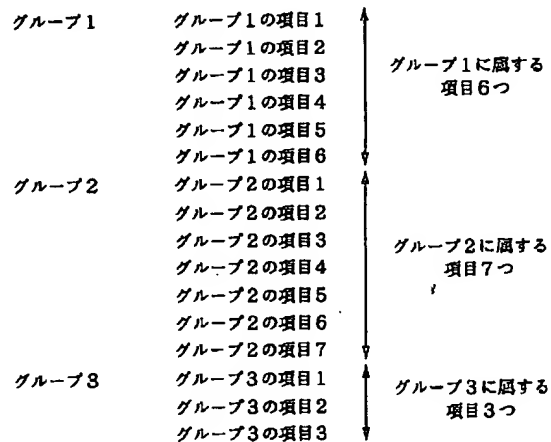 グループ1 グループ1の項目1
グループ1の項目2
グループ1の項目3
グループ1の項目4
グループ1の項目5
グループ1の項目6
グループ1に属する
項目6つ
グループ2 グループ2の項目1
グループ2の項目2
グループ2の項目3
グループ2の項目4
グループ2の項目5
グループ2の項目6
グループ2の項目7
グループ2に属する
項目7つ
グループ3 グループ3の項目1
グループ3の項目2
グループ3の項目3
グループ3に属する
項目3つ